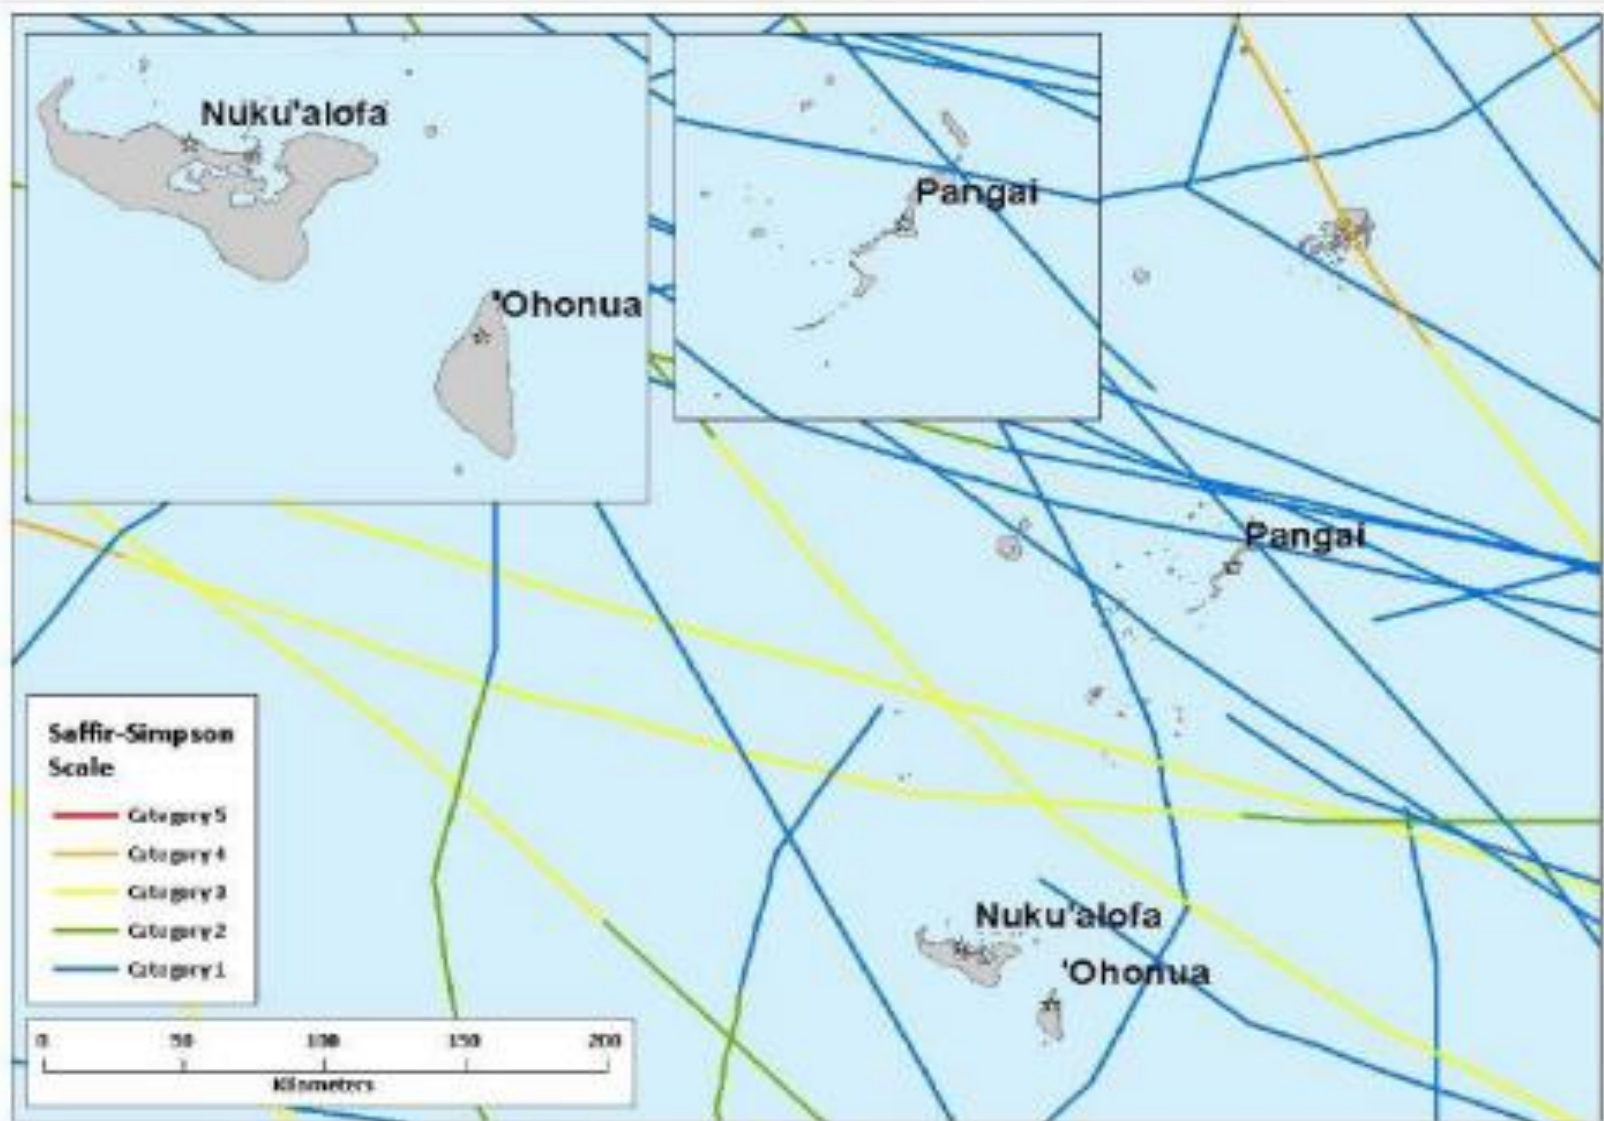 Nuku'alofa
'Ohonua
Pangai
Pangai
Nuku'alofa
'Ohonua
Saffir-Simpson
Scale
Category 5
Category 4
Category 3
Category 2
Category 1
0 50 100 150 200
Kilometers